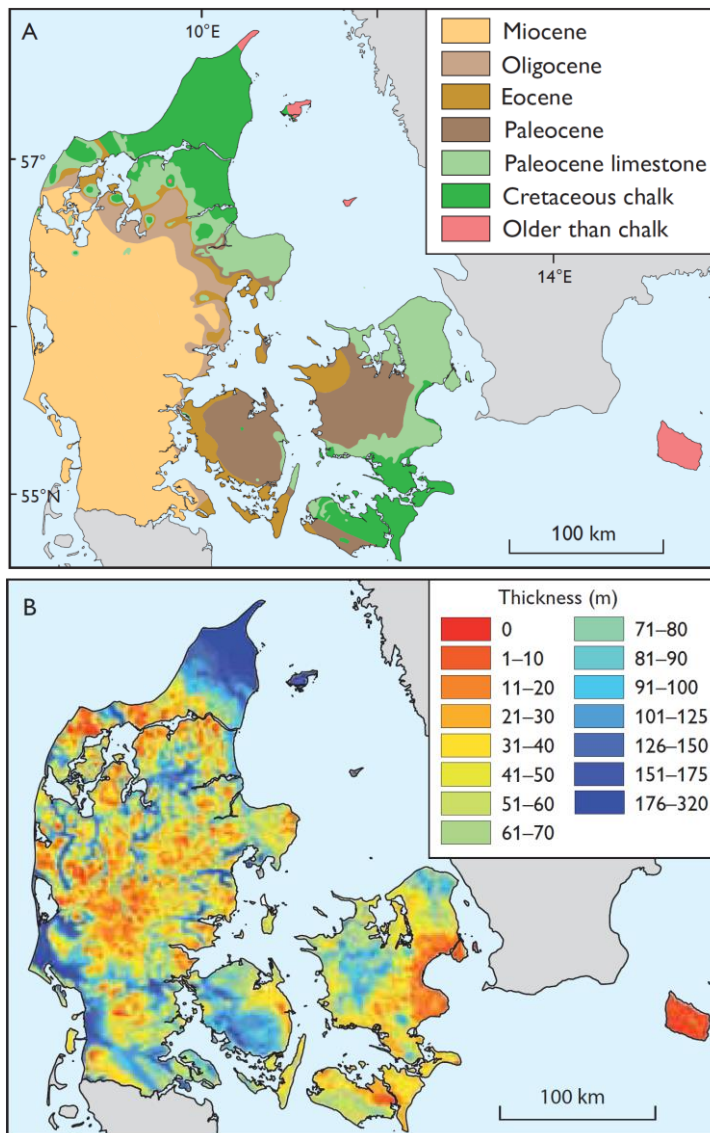 A
10°E
Miocene
Oligocene
Eocene
Paleocene
Paleocene limestone
Cretaceous chalk
Older than chalk
57°
14°E
55°N
100 km
B
Thickness (m)
0
1–10
11–20
21–30
31–40
41–50
51–60
61–70
71–80
81–90
91–100
101–125
126–150
151–175
176–320
100 km